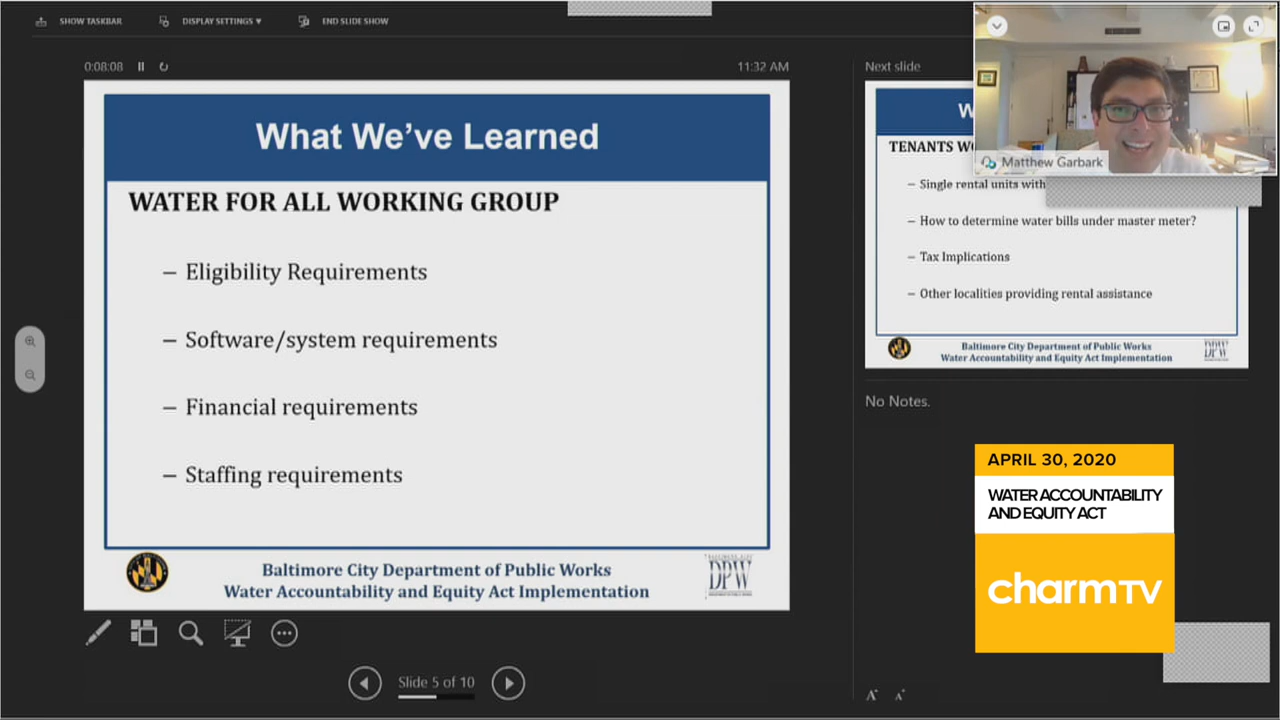 SHOW TASKBAR
DISPLAY SETTINGS ▼
END SLIDE SHOW
0:08:08
11:32 AM
What We've Learned
WATER FOR ALL WORKING GROUP
– Eligibility Requirements
– Software/system requirements
– Financial requirements
– Staffing requirements
Baltimore City Department of Public Works
Water Accountability and Equity Act Implementation
DPW
Slide 5 of 10
Next slide
W
TENANTS WO
– Single rental units with
– How to determine water bills under master meter?
– Tax Implications
– Other localities providing rental assistance
Baltimore City Department of Public Works
Water Accountability and Equity Act Implementation
DPW
No Notes.
Matthew Garbark
APRIL 30, 2020
WATER ACCOUNTABILITY
AND EQUITY ACT
charmTV
A
A